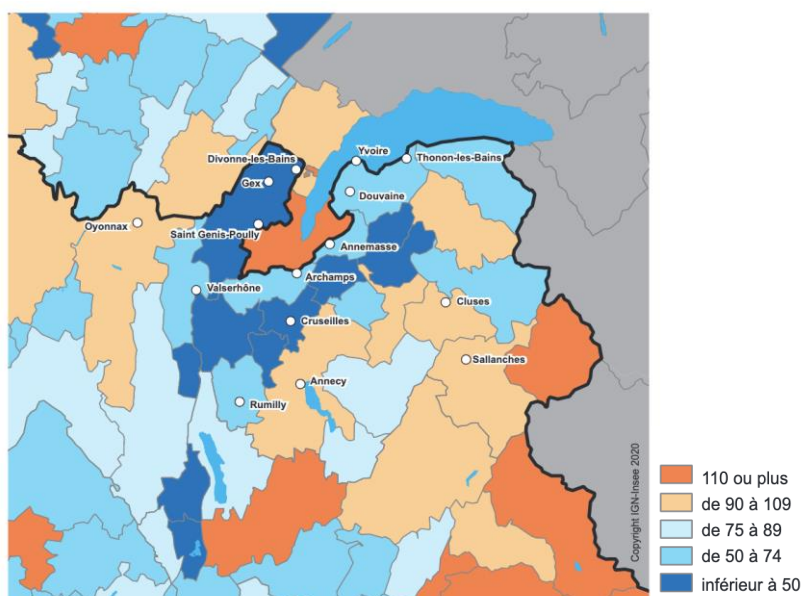 Yvoire
Thonon-les-Bains
Divonne-les-Bains
Gex
Douvaine
Oyonnax
Saint Genis-Pouilly
Annemasse
Archamps
Valserhône
Cluses
Cruseilles
Sallanches
Annecy
Rumilly
Copyright IGN-Insee 2020
110 ou plus
de 90 à 109
de 75 à 89
de 50 à 74
inférieur à 50